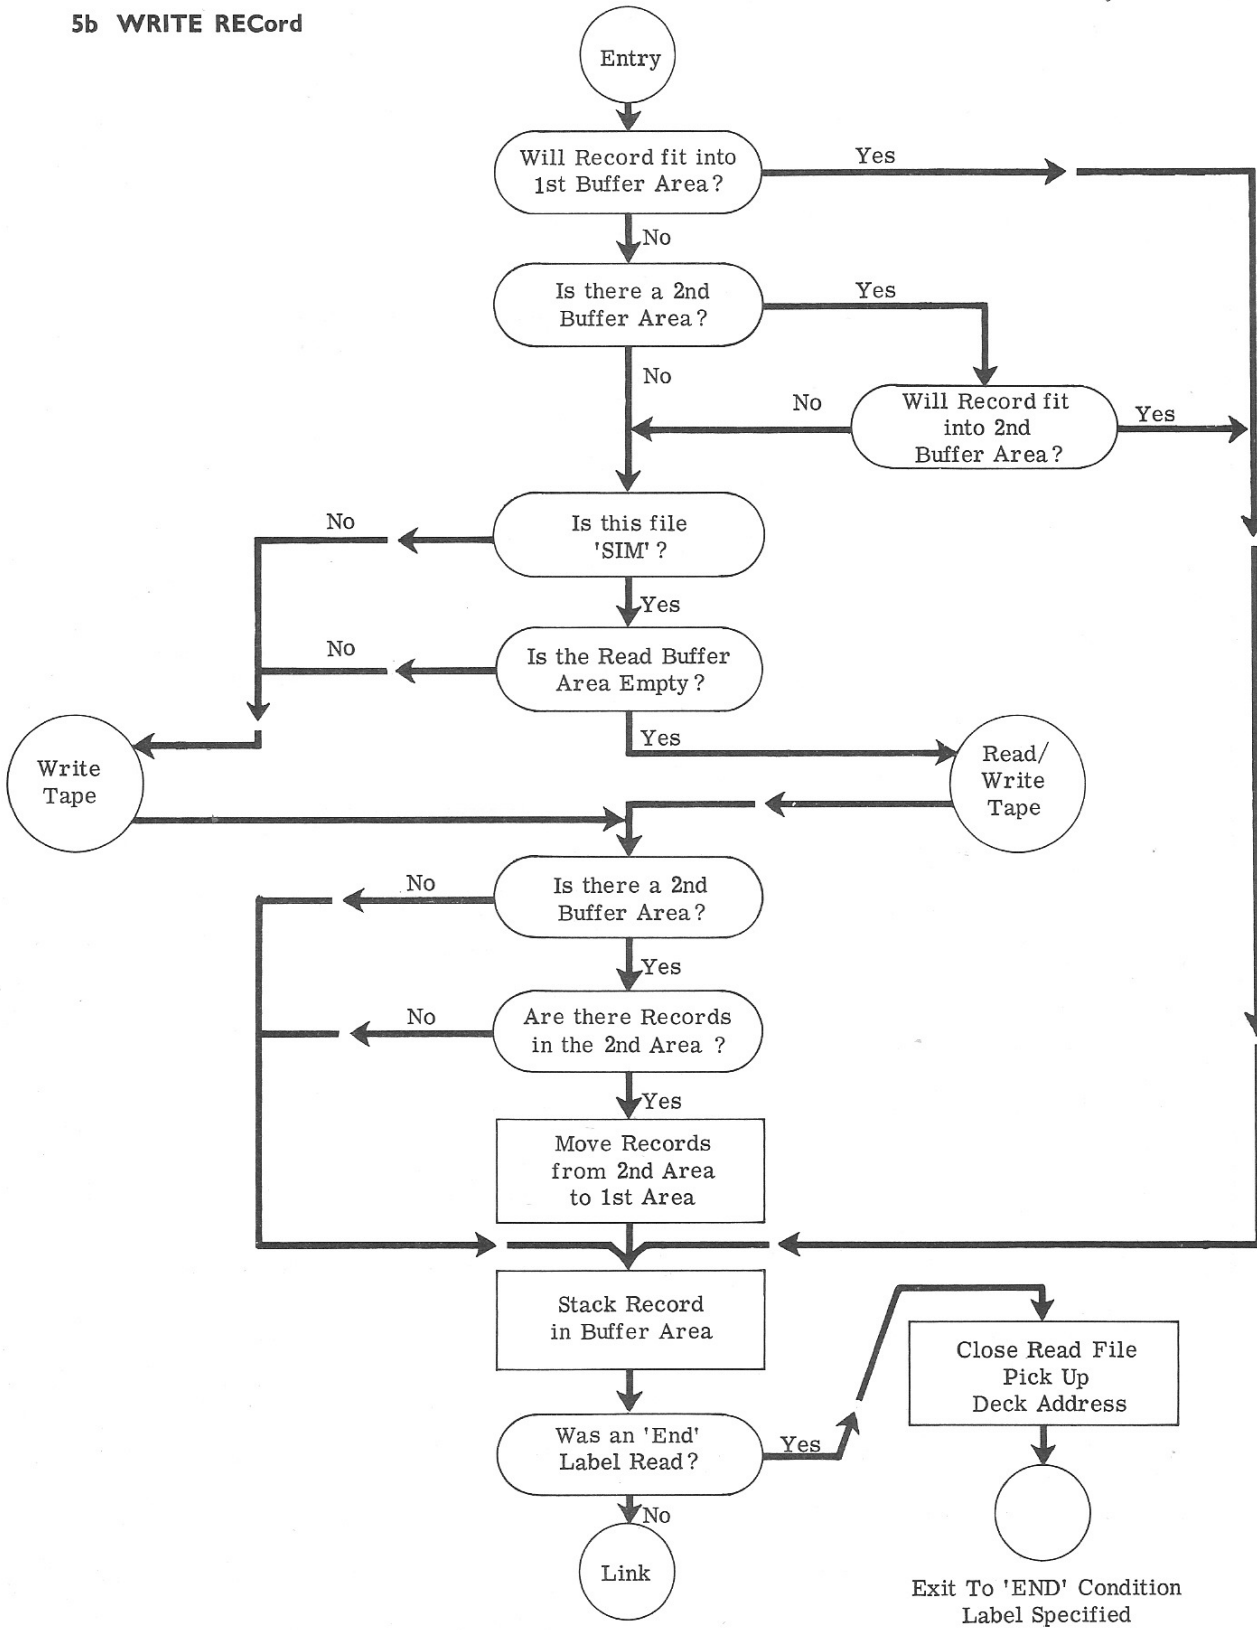 5b WRITE RECord
Entry
Will Record fit into
1st Buffer Area?
Yes
No
Is there a 2nd
Buffer Area?
Yes
No
No
Will Record fit
into 2nd
Buffer Area?
Yes
Is this file
'SIM'?
No
Yes
Is the Read Buffer
Area Empty?
No
Yes
Write
Tape
Read/
Write
Tape
Is there a 2nd
Buffer Area?
No
Yes
Are there Records
in the 2nd Area ?
No
Yes
Move Records
from 2nd Area
to 1st Area
Stack Record
in Buffer Area
Close Read File
Pick Up
Deck Address
Was an 'End'
Label Read?
Yes
No
Link
Exit To 'END' Condition
Label Specified